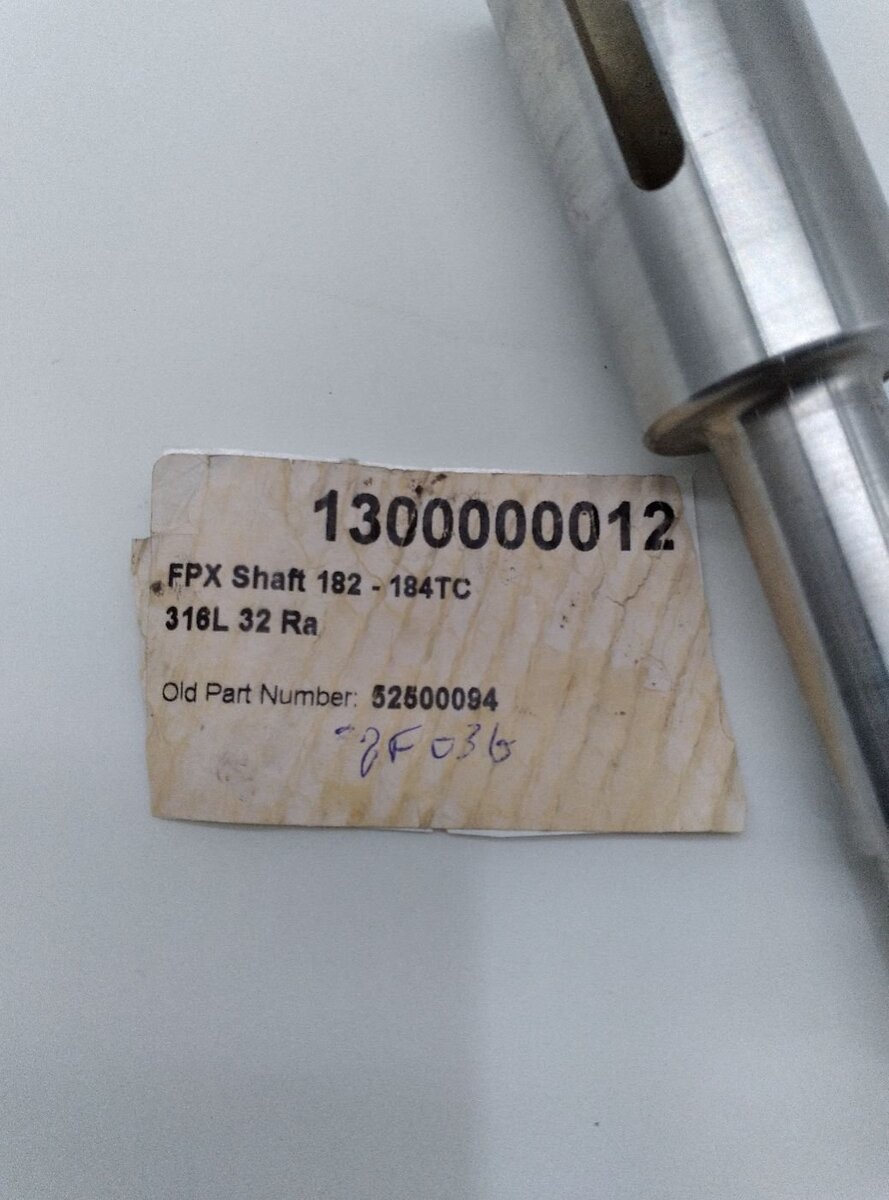 1300000012
FPX Shaft 182 - 184TC
316L 32 Ra
Old Part Number: 52500094